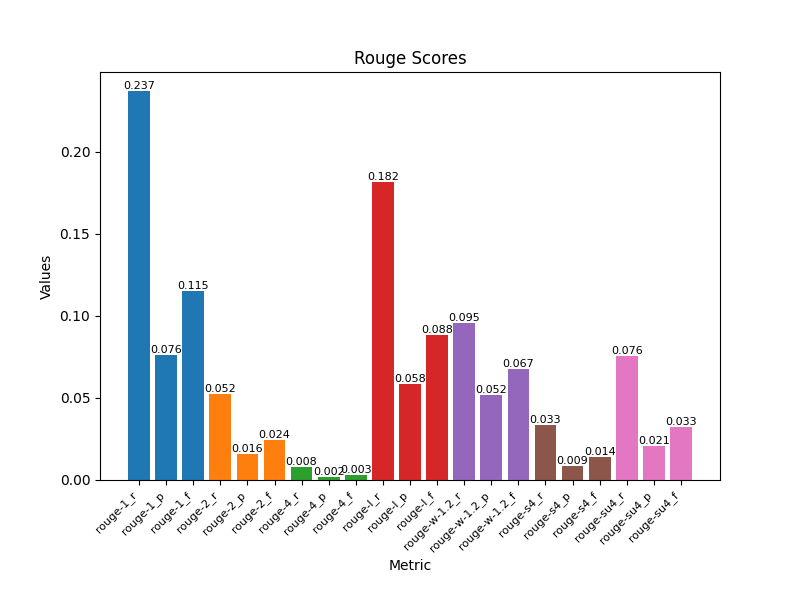 Rouge Scores
Values
0.20
0.15
0.10
0.05
0.00
0.237
0.076
0.115
0.052
0.016
0.024
0.008
0.002
0.003
0.182
0.058
0.088
0.095
0.052
0.067
0.033
0.009
0.014
0.076
0.021
0.033
rouge-1_r
rouge-1_p
rouge-1_f
rouge-2_r
rouge-2_p
rouge-2_f
rouge-4_r
rouge-4_p
rouge-4_f
rouge-l_r
rouge-l_p
rouge-l_f
rouge-w-1.2_r
rouge-w-1.2_p
rouge-w-1.2_f
rouge-s4_r
rouge-s4_p
rouge-s4_f
rouge-su4_r
rouge-su4_p
rouge-su4_f
Metric